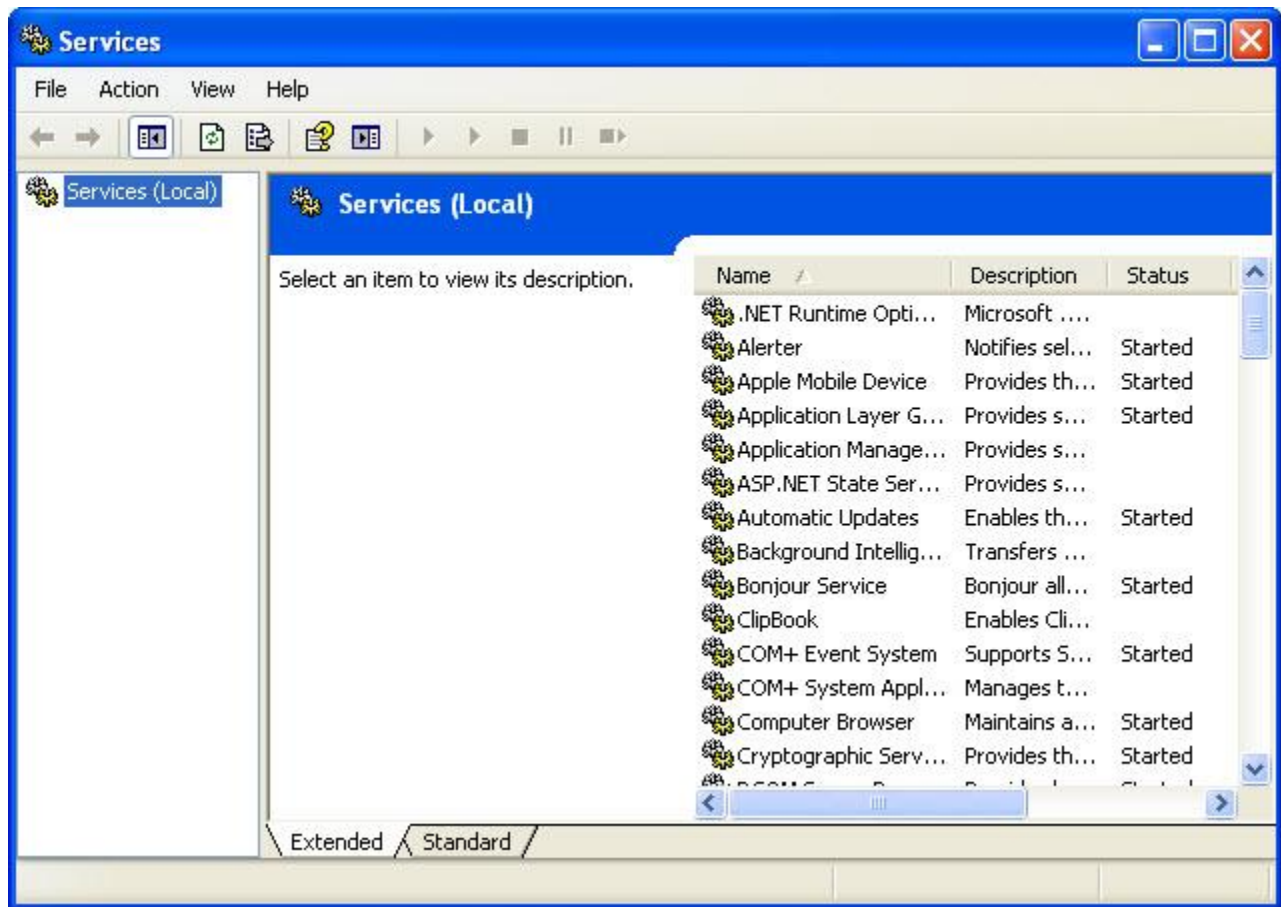 Services
File Action View Help
Services (Local)
Services (Local)
Select an item to view its description.
Name Description Status
.NET Runtime Opti... Microsoft ....
Alerter Notifies sel... Started
Apple Mobile Device Provides th... Started
Application Layer G... Provides s... Started
Application Manage... Provides s...
ASP.NET State Ser... Provides s...
Automatic Updates Enables th... Started
Background Intellig... Transfers ...
Bonjour Service Bonjour all... Started
ClipBook Enables Cli...
COM+ Event System Supports S... Started
COM+ System Appl... Manages t...
Computer Browser Maintains a... Started
Cryptographic Serv... Provides th... Started
Extended Standard